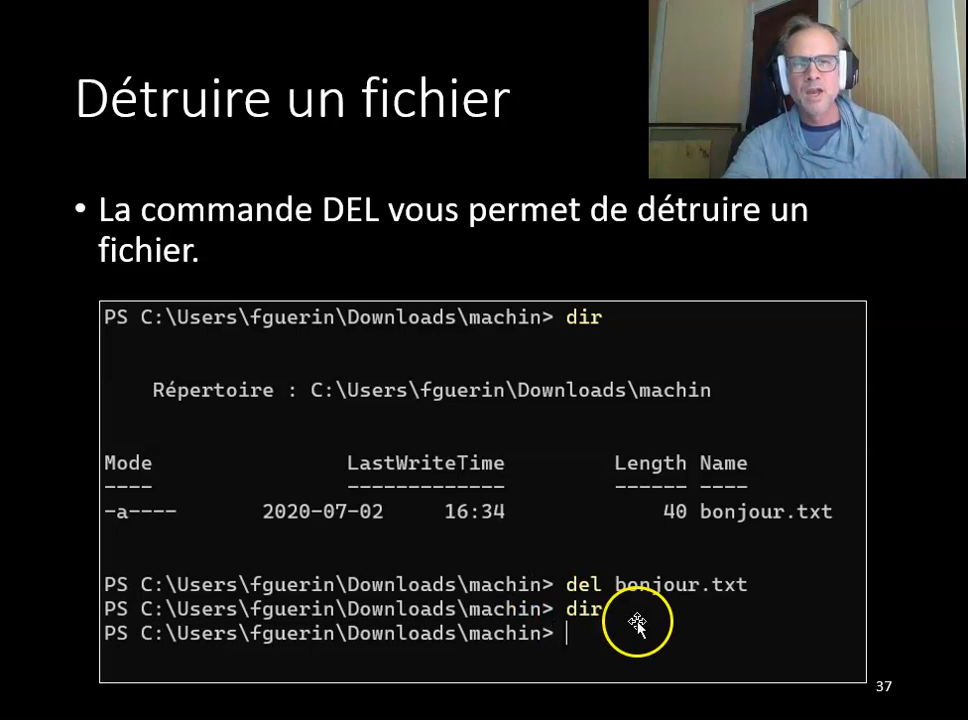 Détruire un fichier
• La commande DEL vous permet de détruire un
fichier.
PS C:\Users\fguerin\Downloads\machin> dir
Répertoire : C:\Users\fguerin\Downloads\machin
Mode LastWriteTime Length Name
---- ------------- ------ ----
-a---- 2020-07-02 16:34 40 bonjour.txt
PS C:\Users\fguerin\Downloads\machin> del bonjour.txt
PS C:\Users\fguerin\Downloads\machin> dir
PS C:\Users\fguerin\Downloads\machin>
37